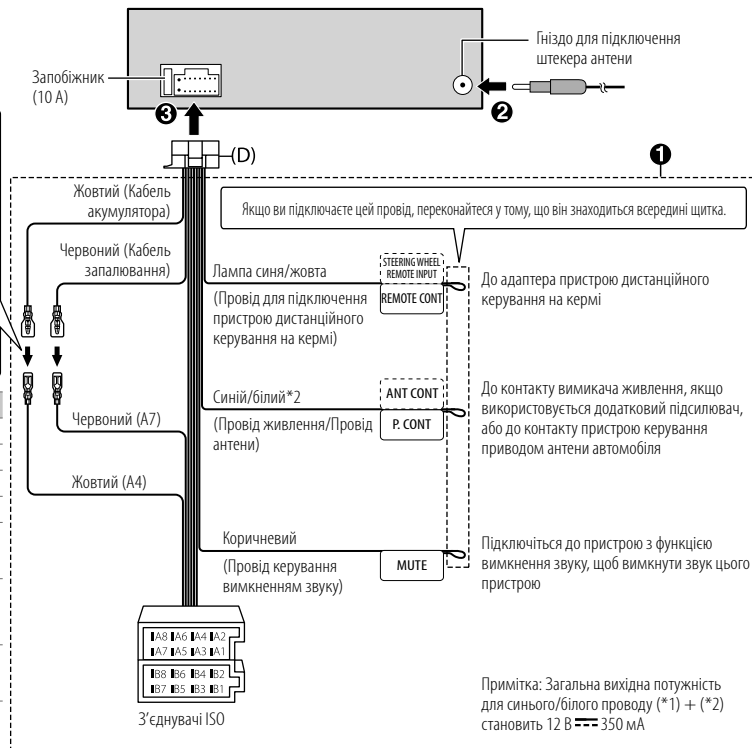 Гніздо для підключення
штекера антени
Запобіжник
(10 A)
❸
❷
(D)
❶
Жовтий (Кабель
акумулятора)
Якщо ви підключаєте цей провід, переконайтеся у тому, що він знаходиться всередині щитка.
Червоний (Кабель
запалювання)
Лампа синя/жовта
(Провід для підключення
пристрою дистанційного
керування на кермі)
STEERING WHEEL
REMOTE INPUT
REMOTE CONT
До адаптера пристрою дистанційного
керування на кермі
Синій/білий*2
(Провід живлення/Провід
антени)
ANT CONT
P. CONT
До контакту вимикача живлення, якщо
використовується додатковий підсилювач,
або до контакту пристрою керування
приводом антени автомобіля
Червоний (A7)
Жовтий (A4)
Коричневий
(Провід керування
вимкненням звуку)
MUTE
Підключіться до пристрою з функцією
вимкнення звуку, щоб вимкнути звук цього
пристрою
A8 A6 A4 A2
A7 A5 A3 A1
B8 B6 B4 B2
B7 B5 B3 B1
З’єднувачі ISO
Примітка: Загальна вихідна потужність
для синього/білого проводу (*1) + (*2)
становить 12 В ⎓ 350 мА